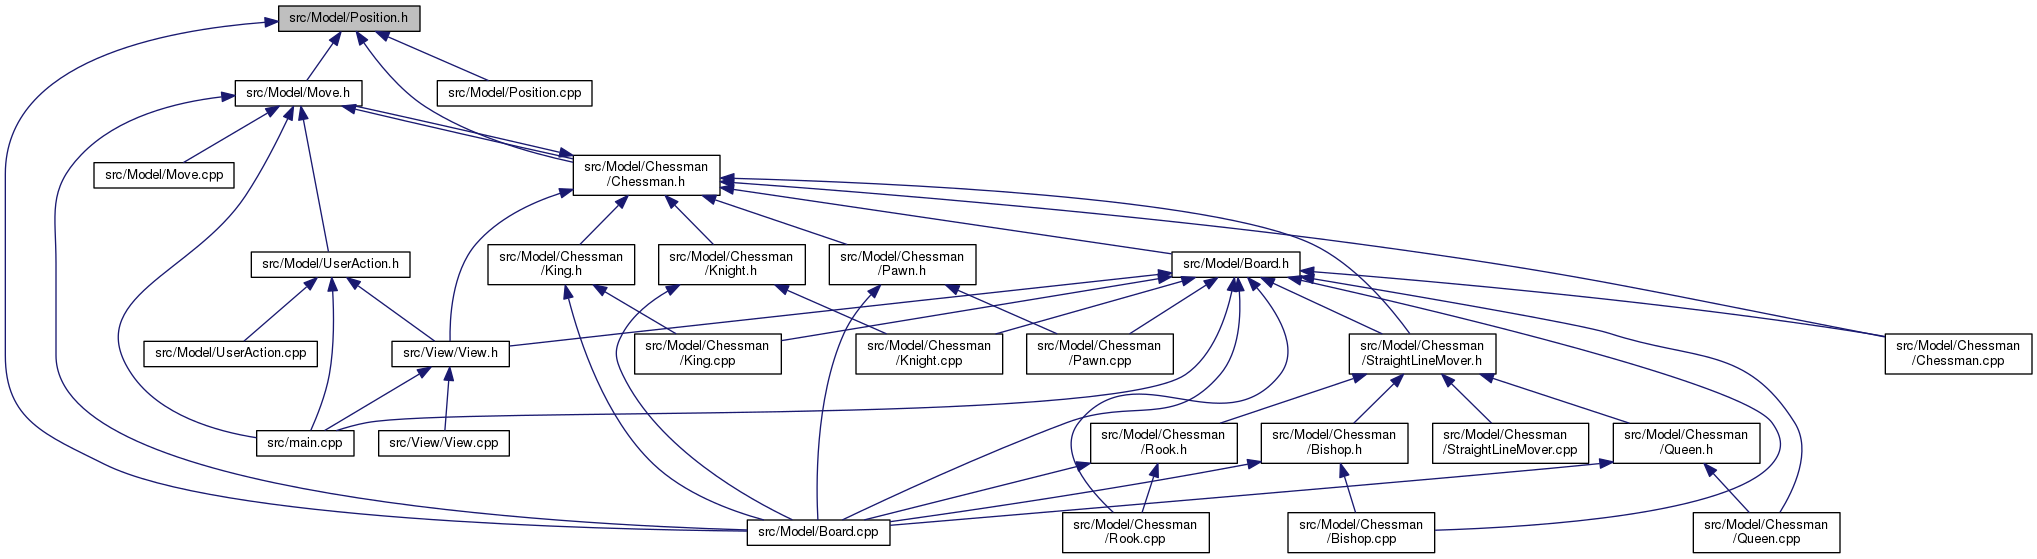 src/Model/Position.h
src/Model/Move.h
src/Model/Position.cpp
src/Model/Move.cpp
src/Model/Chessman
/Chessman.h
src/Model/UserAction.h
src/Model/Chessman
/King.h
src/Model/Chessman
/Knight.h
src/Model/Chessman
/Pawn.h
src/Model/Board.h
src/Model/UserAction.cpp
src/View/View.h
src/Model/Chessman
/King.cpp
src/Model/Chessman
/Knight.cpp
src/Model/Chessman
/Pawn.cpp
src/Model/Chessman
/StraightLineMover.h
src/Model/Chessman
/Chessman.cpp
src/main.cpp
src/View/View.cpp
src/Model/Chessman
/Rook.h
src/Model/Chessman
/Bishop.h
src/Model/Chessman
/StraightLineMover.cpp
src/Model/Chessman
/Queen.h
src/Model/Board.cpp
src/Model/Chessman
/Rook.cpp
src/Model/Chessman
/Bishop.cpp
src/Model/Chessman
/Queen.cpp